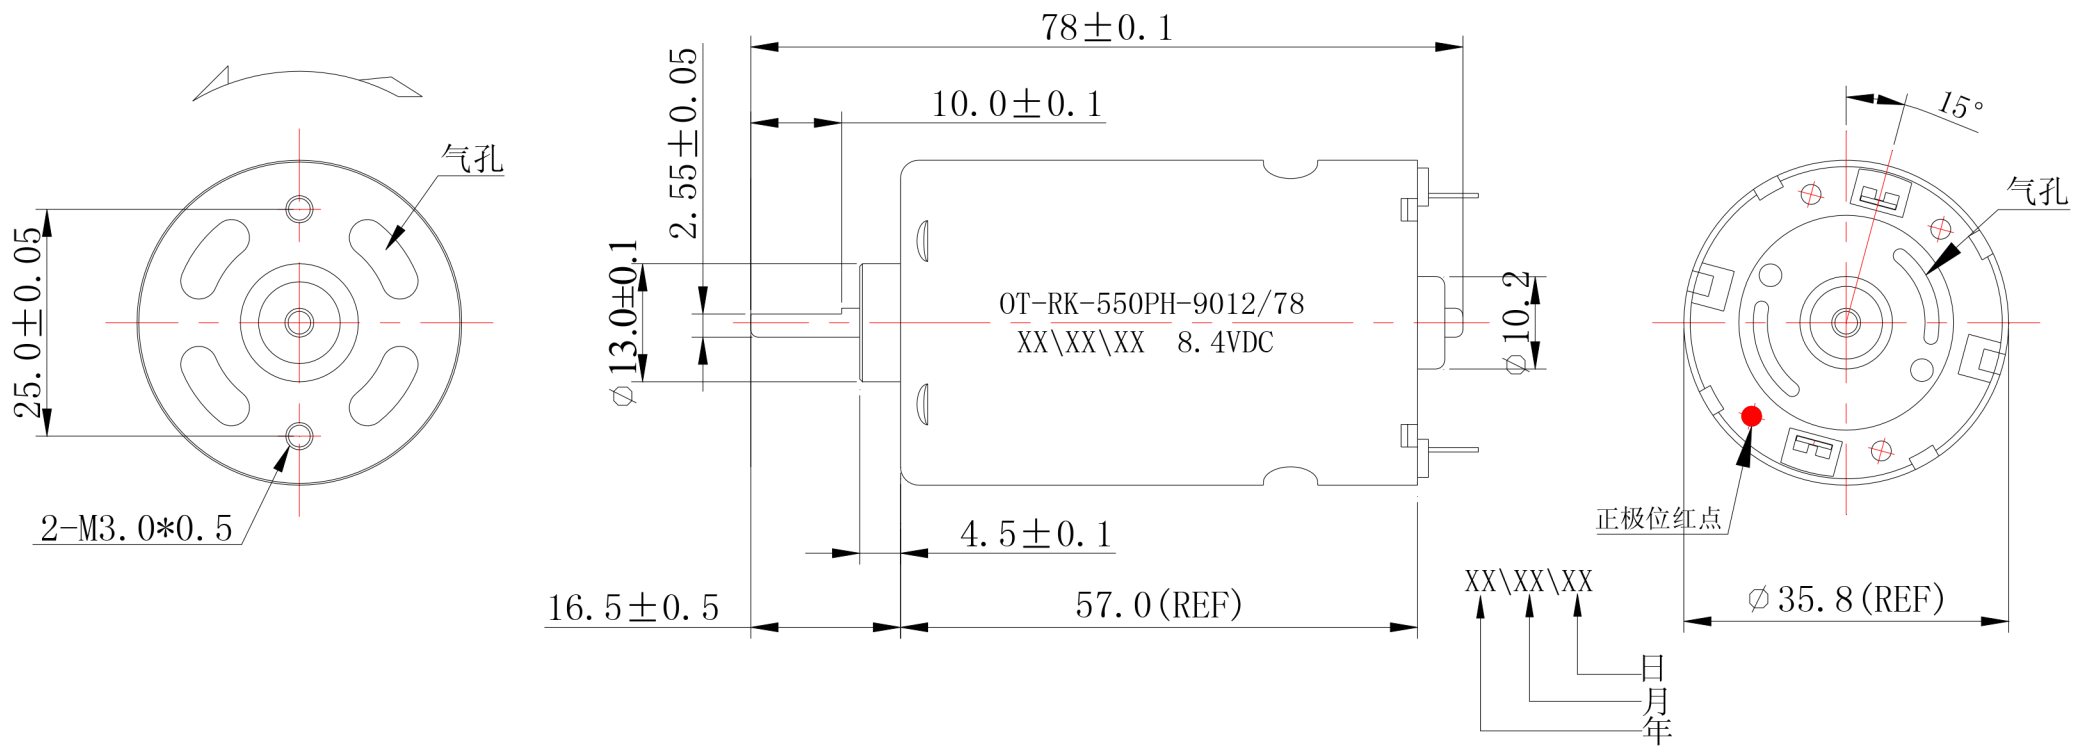 气孔
25.0±0.05
2-M3.0*0.5
78±0.1
10.0±0.1
2.55±0.05
⌀13.0±0.1
OT-RK-550PH-9012/78
XX\XX\XX 8.4VDC
⌀10.2
4.5±0.1
16.5±0.5
57.0(REF)
15°
气孔
正极位红点
⌀35.8(REF)
XX\XX\XX
日
月
年